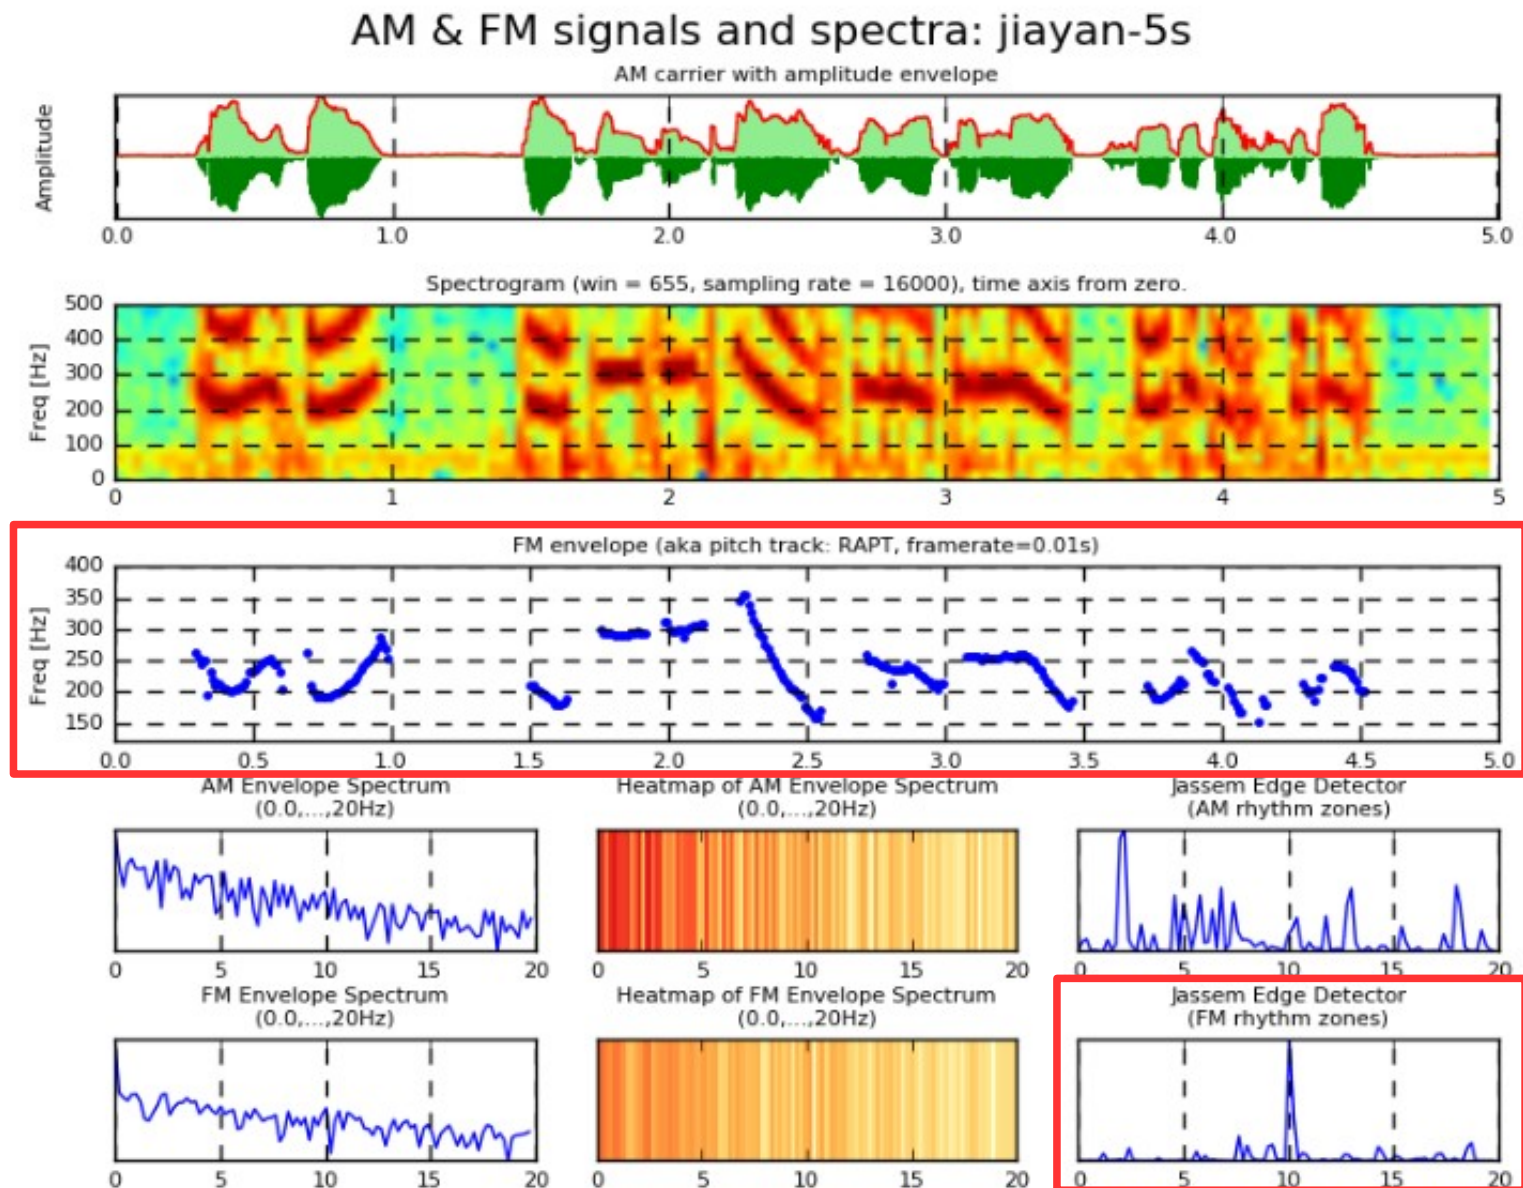 AM & FM signals and spectra: jiayan-5s
AM carrier with amplitude envelope
Amplitude
0.0 1.0 2.0 3.0 4.0 5.0
Spectrogram (win = 655, sampling rate = 16000), time axis from zero.
Freq [Hz]
500
400
300
200
100
0
0 1 2 3 4 5
FM envelope (aka pitch track: RAPT, framerate=0.01s)
Freq [Hz]
400
350
300
250
200
150
0.0 0.5 1.0 1.5 2.0 2.5 3.0 3.5 4.0 4.5 5.0
AM Envelope Spectrum
(0.0,...,20Hz)
0 5 10 15 20
Heatmap of AM Envelope Spectrum
(0.0,...,20Hz)
0 5 10 15 20
Jassem Edge Detector
(AM rhythm zones)
0 5 10 15 20
FM Envelope Spectrum
(0.0,...,20Hz)
0 5 10 15 20
Heatmap of FM Envelope Spectrum
(0.0,...,20Hz)
0 5 10 15 20
Jassem Edge Detector
(FM rhythm zones)
0 5 10 15 20